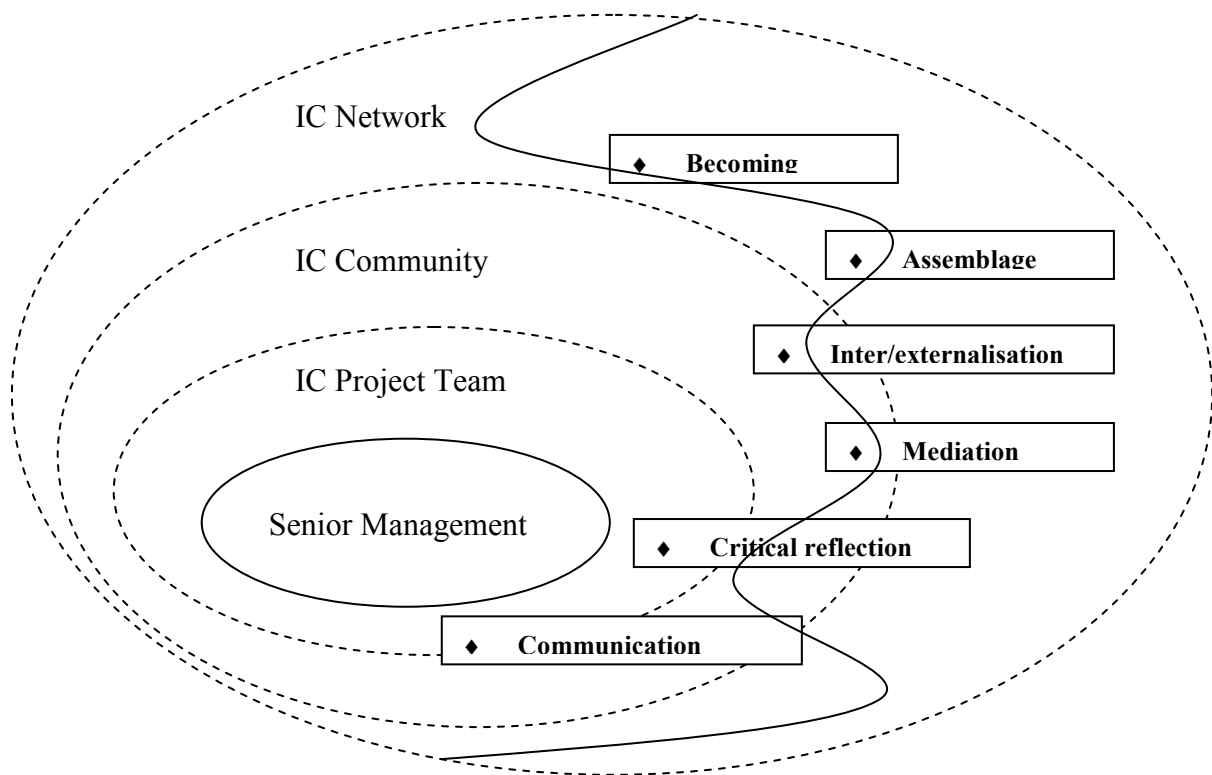 IC Network
♦ Becoming
IC Community
♦ Assemblage
♦ Inter/externalisation
IC Project Team
♦ Mediation
Senior Management
♦ Critical reflection
♦ Communication